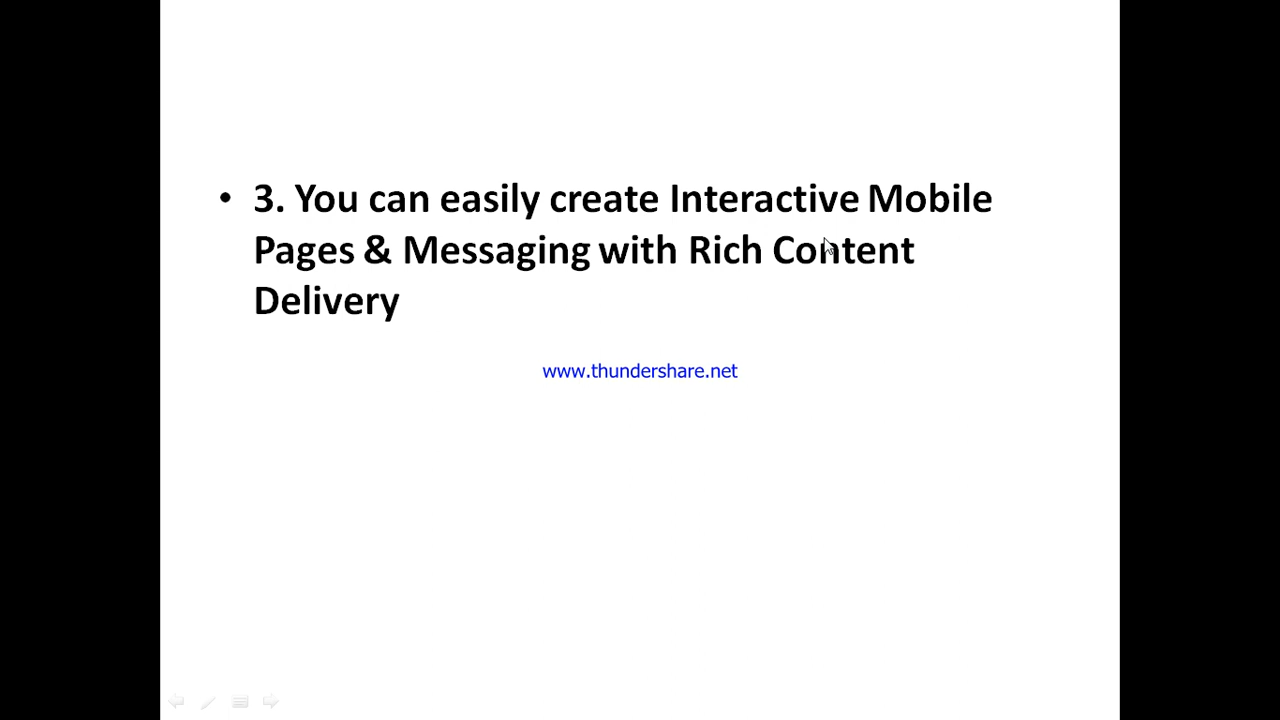 • 3. You can easily create Interactive Mobile
Pages & Messaging with Rich Content
Delivery
www.thundershare.net